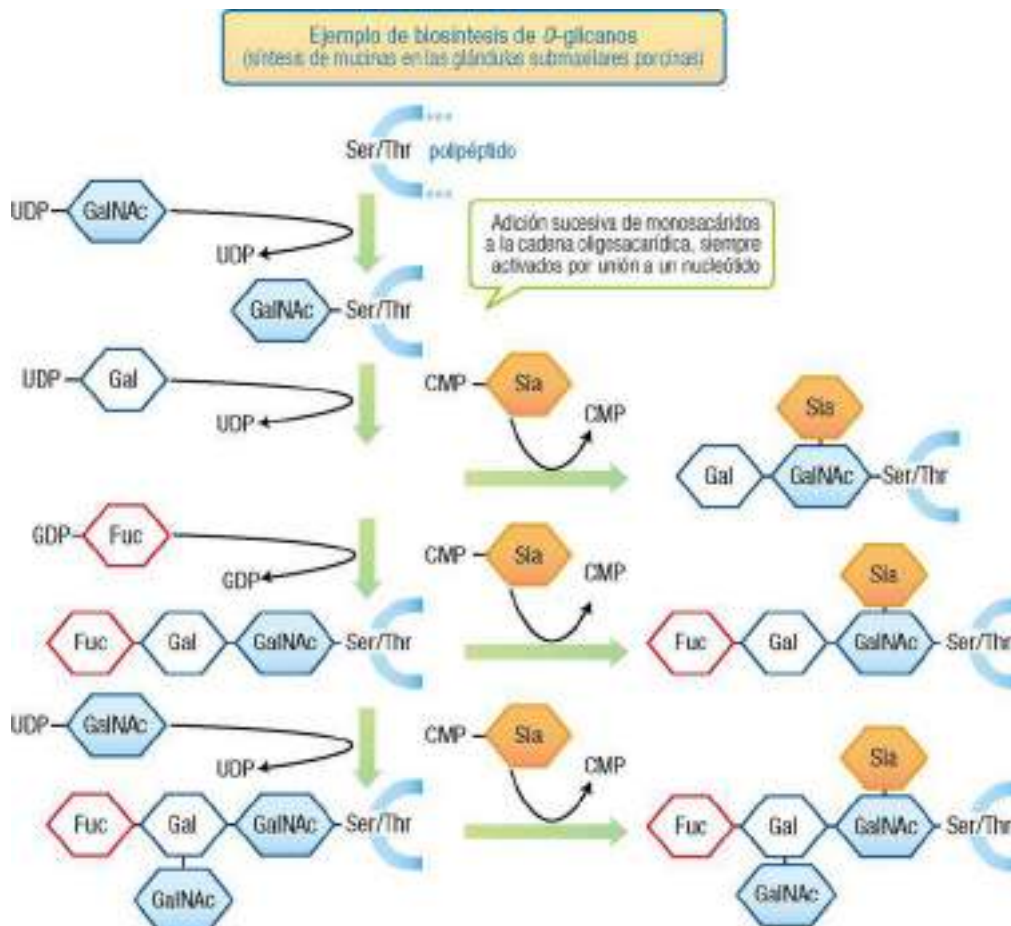 Ejemplo de biosíntesis de O-glicanos
(síntesis de mucinas en las glándulas submaxilares porcinas)
Ser/Thr polipéptido
UDP GalNAc
UDP
Adición sucesiva de monosacáridos
a la cadena oligosacarídica, siempre
activados por unión a un nucleótido
GalNAc Ser/Thr
UDP Gal
UDP
CMP Sia
CMP
Sia
Gal GalNAc Ser/Thr
GDP Fuc
GDP
CMP Sia
CMP
Sia
Fuc Gal GalNAc Ser/Thr
Fuc Gal GalNAc Ser/Thr
UDP GalNAc
UDP
CMP Sia
CMP
Sia
Fuc Gal GalNAc Ser/Thr
GalNAc
Fuc Gal GalNAc Ser/Thr
GalNAc